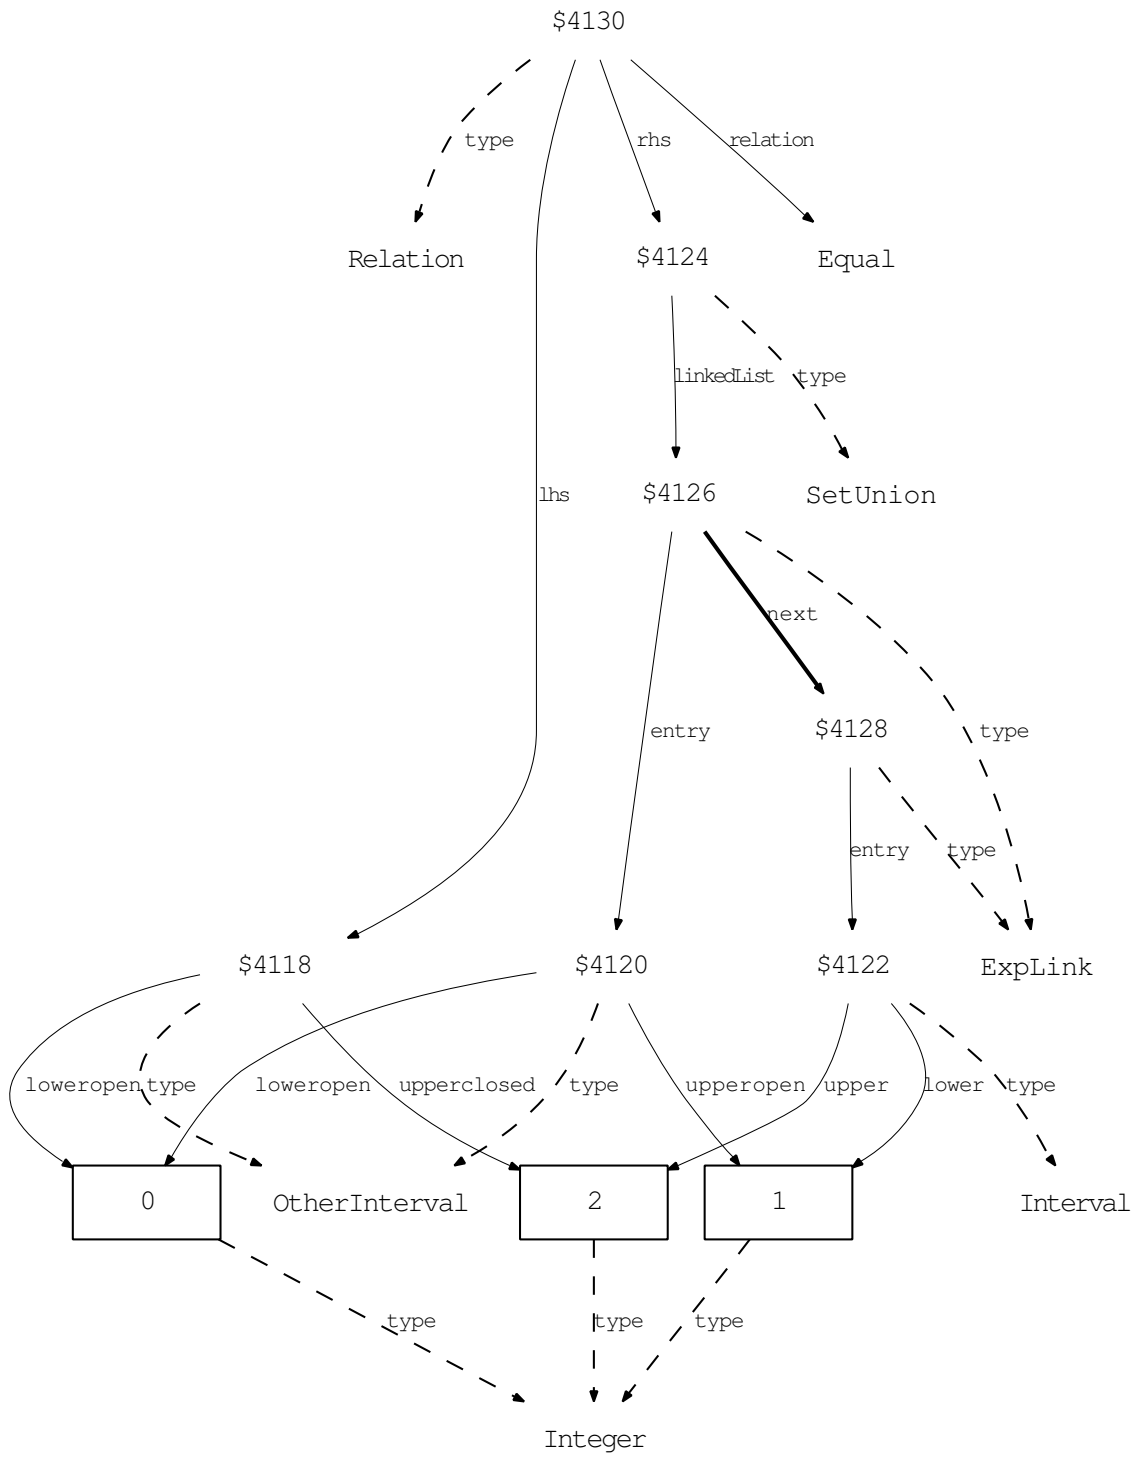 $4130
type
rhs
relation
Relation
$4124
Equal
linkedList
type
lhs
$4126
SetUnion
next
entry
type
$4128
entry
type
$4118
$4120
$4122
ExpLink
loweropen
type
loweropen
upperclosed
type
upperopen
upper
lower
type
0
OtherInterval
2
1
Interval
type
type
type
Integer